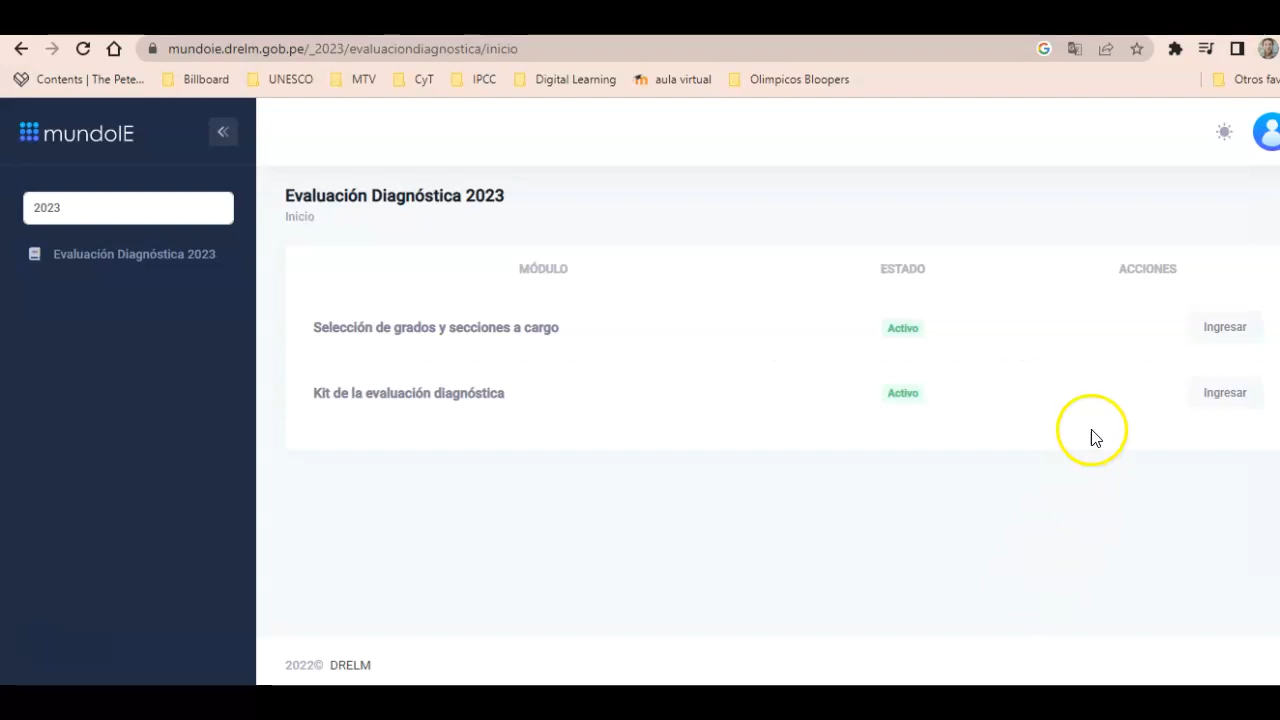 mundoie.drelm.gob.pe/_2023/evaluaciondiagnostica/inicio
Contents | The Pete... Billboard UNESCO MTV CyT IPCC Digital Learning aula virtual Olimpicos Bloopers Otros fav
mundoIE
2023
Evaluación Diagnóstica 2023
Evaluación Diagnóstica 2023
Inicio
MÓDULO ESTADO ACCIONES
Selección de grados y secciones a cargo Activo Ingresar
Kit de la evaluación diagnóstica Activo Ingresar
2022© DRELM